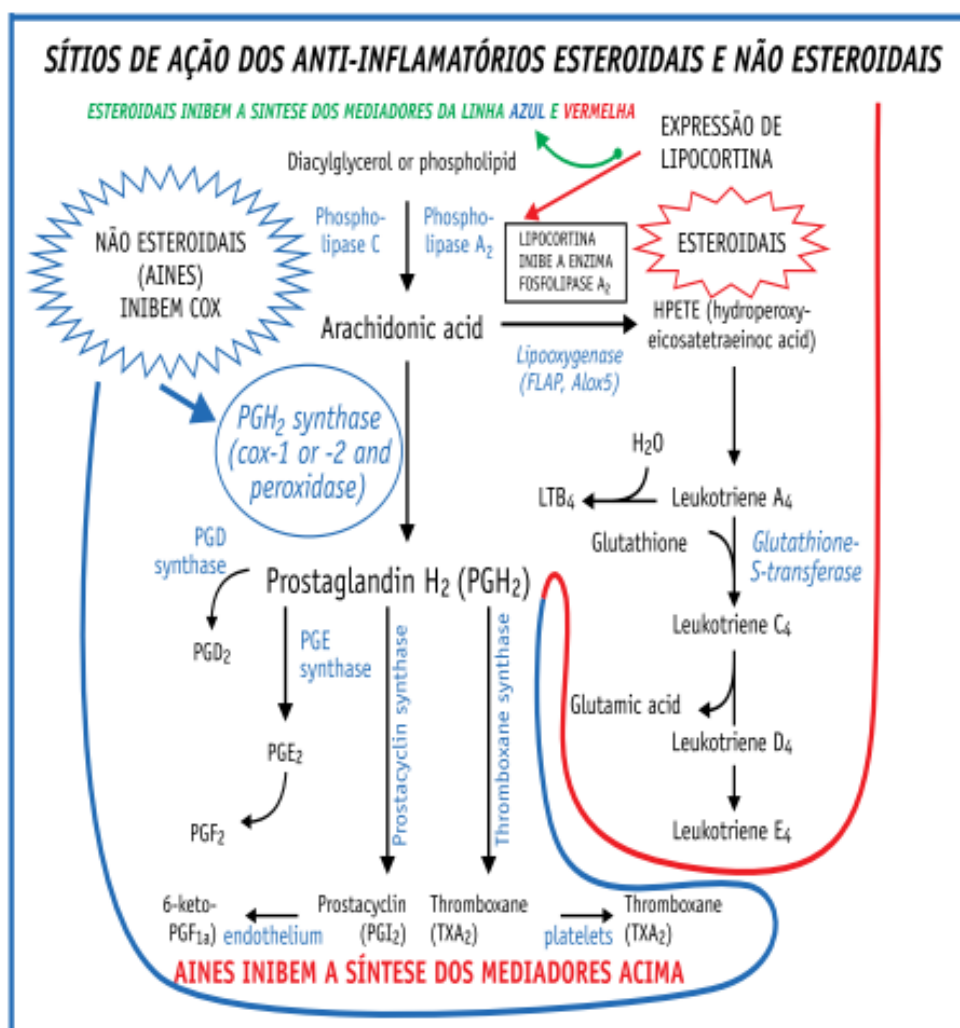 SÍTIOS DE AÇÃO DOS ANTI-INFLAMATÓRIOS ESTEROIDAIS E NÃO ESTEROIDAIS
ESTEROIDAIS INIBEM A SINTESE DOS MEDIADORES DA LINHA AZUL E VERMELHA
EXPRESSÃO DE
LIPOCORTINA
Diacylglycerol or phospholipid
NÃO ESTEROIDAIS
(AINES)
INIBEM COX
Phospho-
lipase C
Phospho-
lipase A₂
LIPOCORTINA
INIBE A ENZIMA
FOSFOLIPASE A₂
ESTEROIDAIS
Arachidonic acid
HPETE (hydroperoxy-
eicosatetraeinoc acid)
Lipooxygenase
(FLAP, Alox5)
PGH₂ synthase
(cox-1 or -2 and
peroxidase)
H₂O
LTB₄
Leukotriene A₄
Glutathione
Glutathione-
S-transferase
PGD
synthase
Prostaglandin H₂ (PGH₂)
Leukotriene C₄
PGD₂
PGE
synthase
Prostacyclin synthase
Thromboxane synthase
Glutamic acid
Leukotriene D₄
PGE₂
PGF₂
Leukotriene E₄
6-keto-
PGF₁ₐ)
endothelium
Prostacyclin
(PGI₂)
Thromboxane
(TXA₂)
platelets
Thromboxane
(TXA₂)
AINES INIBEM A SÍNTESE DOS MEDIADORES ACIMA